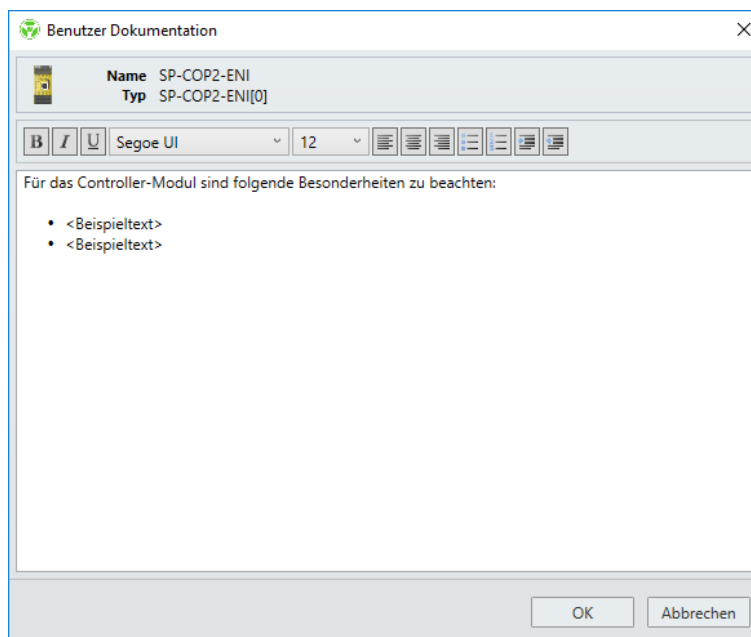 Benutzer Dokumentation
Name SP-COP2-ENI
Typ SP-COP2-ENI[0]
B I U Segoe UI 12
Für das Controller-Modul sind folgende Besonderheiten zu beachten:
• <Beispieltext>
• <Beispieltext>
OK Abbrechen